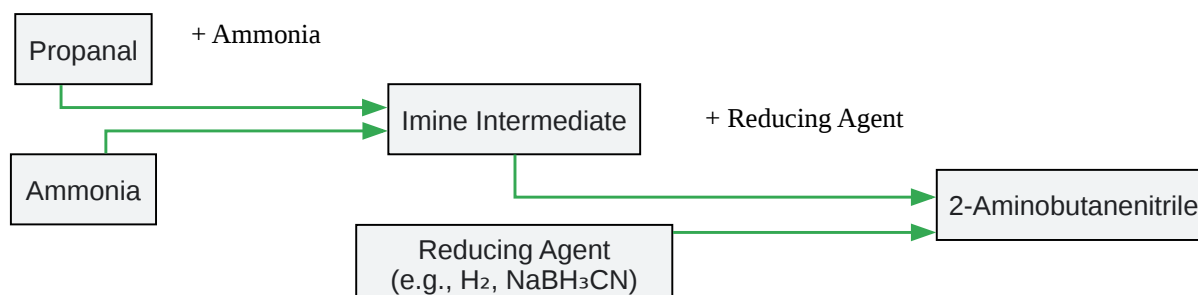 Propanal
+ Ammonia
Imine Intermediate
+ Reducing Agent
Ammonia
2-Aminobutanenitrile
Reducing Agent
(e.g., H₂, NaBH₃CN)